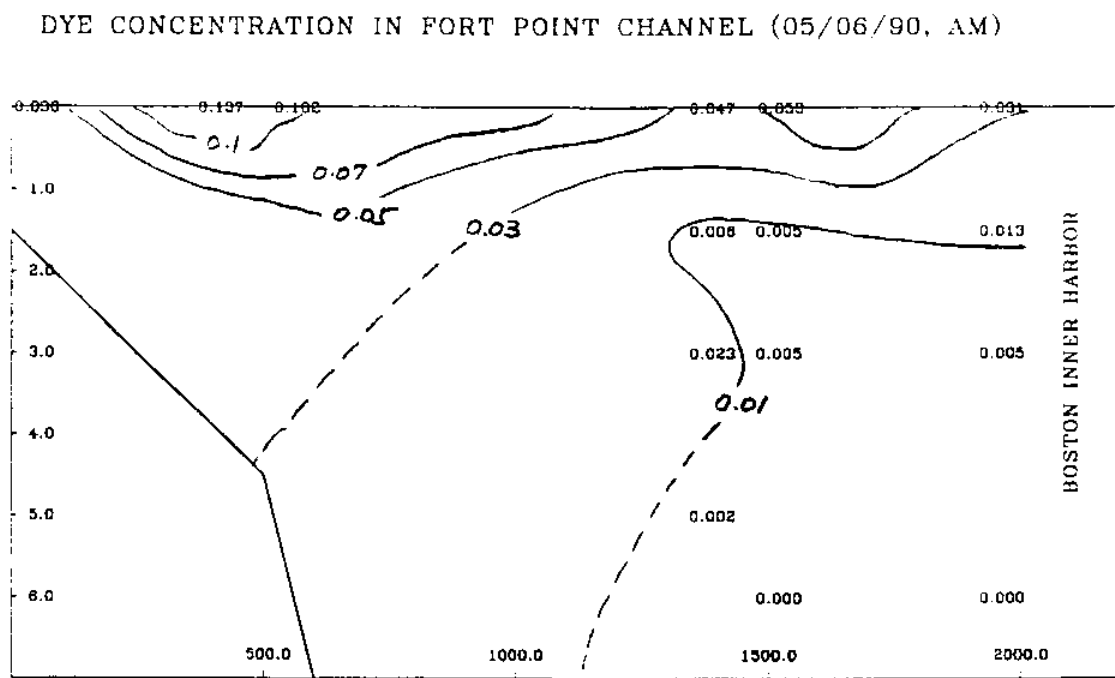 DYE CONCENTRATION IN FORT POINT CHANNEL (05/06/90, AM)
0.102 0.047 0.031
0.1
0.07
1.0
0.05
0.03
0.006 0.005 0.013
2.0
3.0 0.023 0.005 0.005
0.01
4.0
5.0 0.002
6.0 0.000 0.000
500.0 1000.0 1500.0 2000.0
BOSTON INNER HARBOR